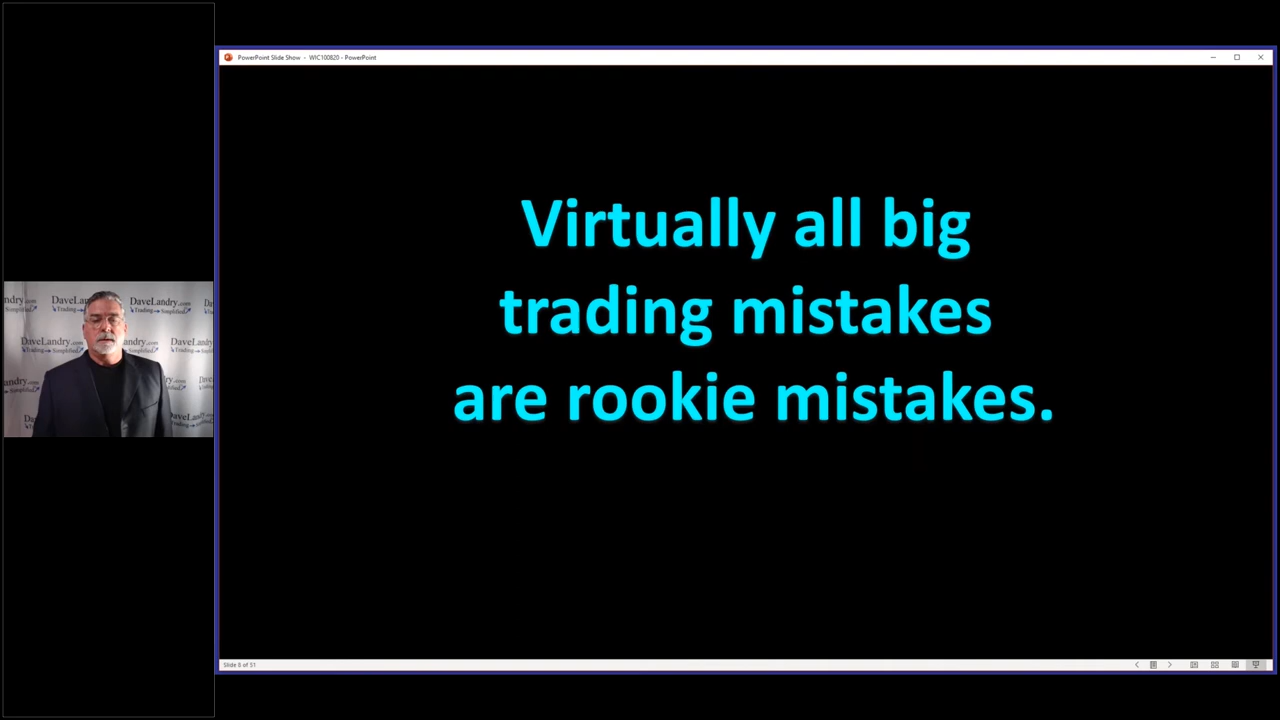 PowerPoint Slide Show - WIC100820 - PowerPoint
Virtually all big
trading mistakes
are rookie mistakes.
DaveLandry.com
Trading Simplified
Slide 8 of 51